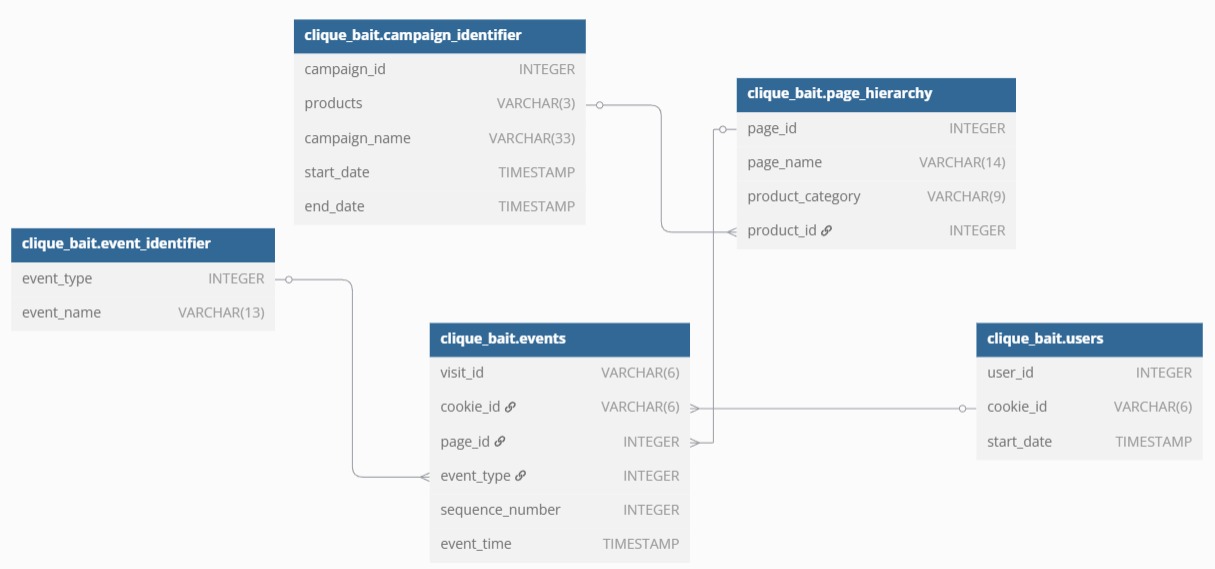 clique_bait.campaign_identifier
campaign_id INTEGER
products VARCHAR(3)
campaign_name VARCHAR(33)
start_date TIMESTAMP
end_date TIMESTAMP
clique_bait.page_hierarchy
page_id INTEGER
page_name VARCHAR(14)
product_category VARCHAR(9)
product_id INTEGER
clique_bait.event_identifier
event_type INTEGER
event_name VARCHAR(13)
clique_bait.events
visit_id VARCHAR(6)
cookie_id VARCHAR(6)
page_id INTEGER
event_type INTEGER
sequence_number INTEGER
event_time TIMESTAMP
clique_bait.users
user_id INTEGER
cookie_id VARCHAR(6)
start_date TIMESTAMP